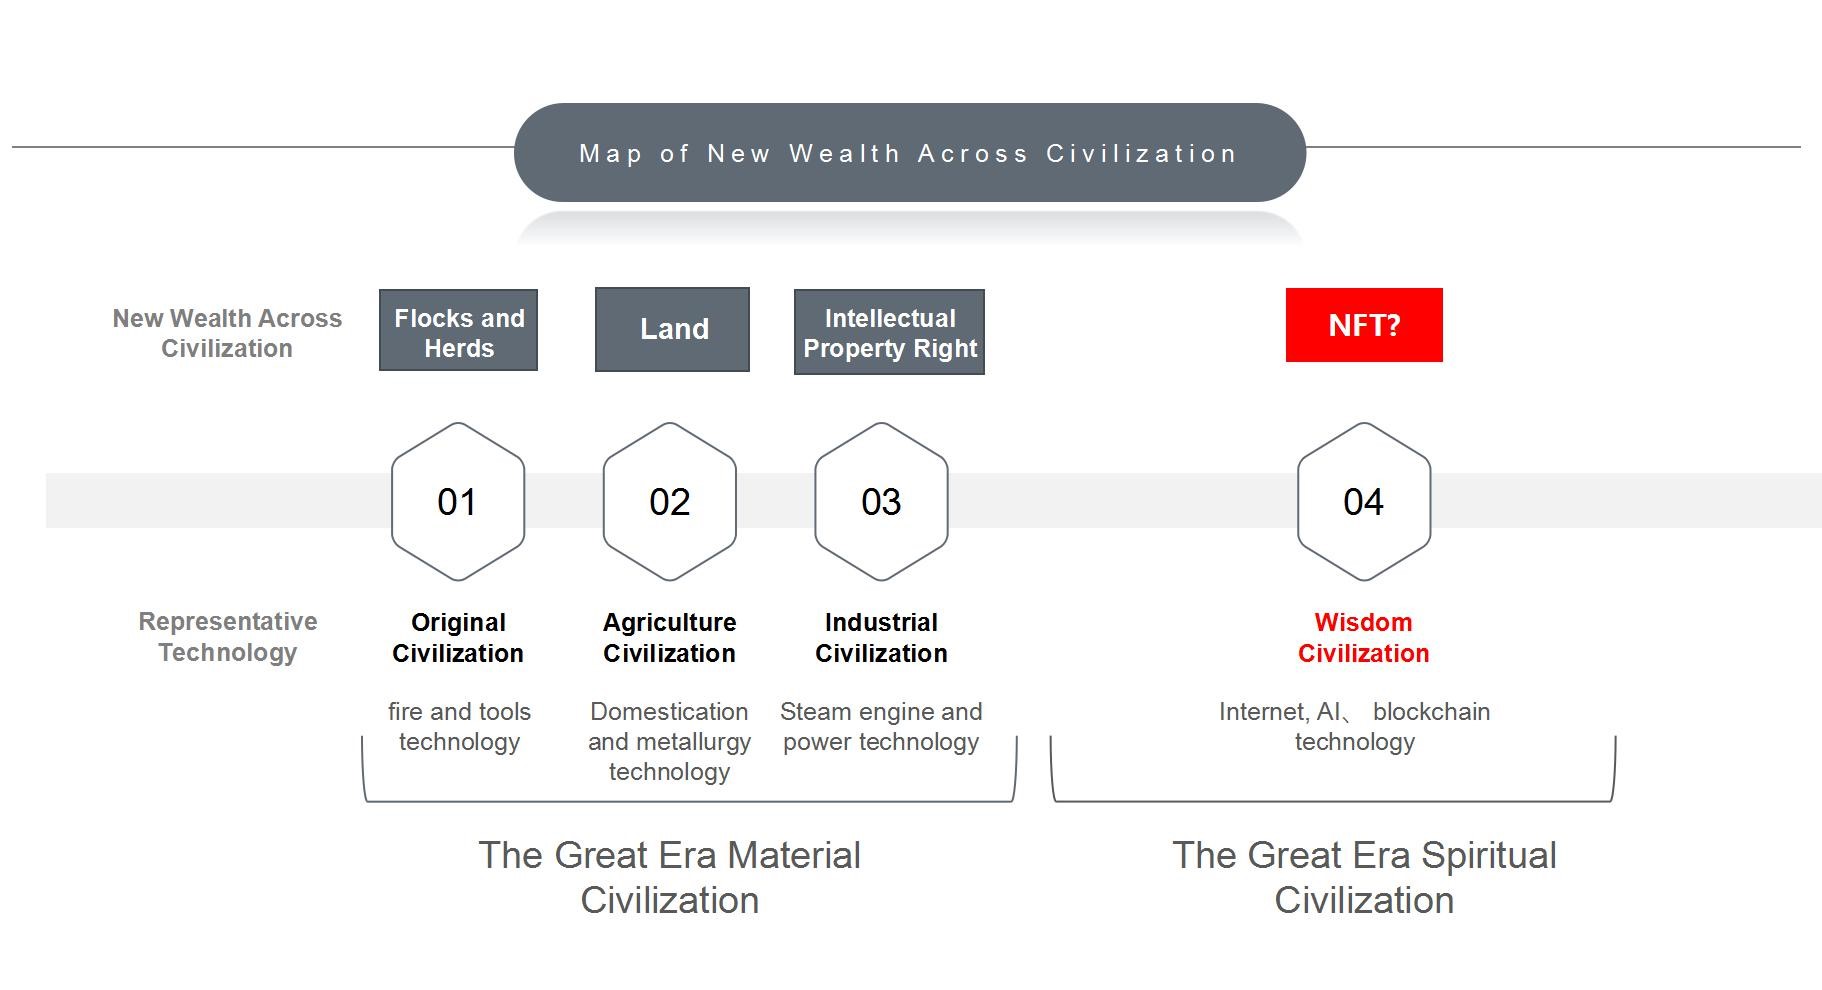 Map of New Wealth Across Civilization
New Wealth Across
Civilization
Flocks and
Herds
Land
Intellectual
Property Right
NFT?
01
02
03
04
Representative
Technology
Original
Civilization
Agriculture
Civilization
Industrial
Civilization
Wisdom
Civilization
fire and tools
technology
Domestication
and metallurgy
technology
Steam engine and
power technology
Internet, AI、 blockchain
technology
The Great Era Material
Civilization
The Great Era Spiritual
Civilization